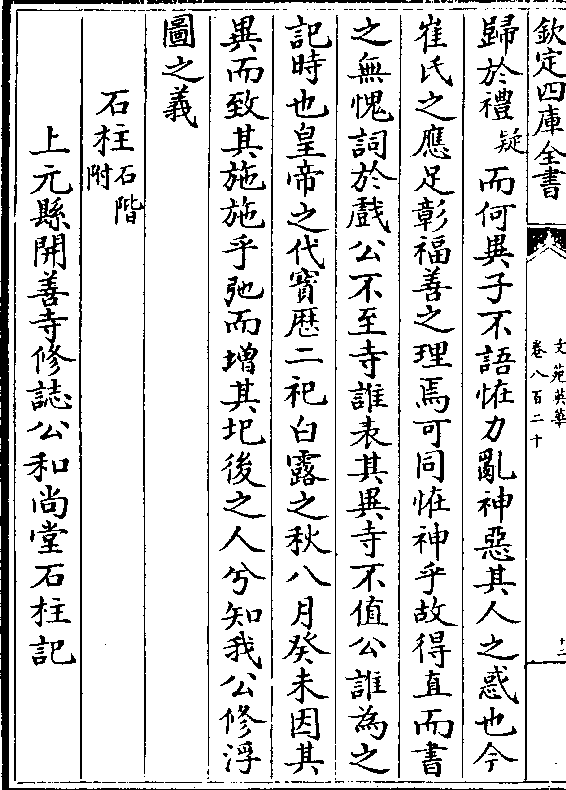 欽定四庫全書
文苑英華
卷八百二十
十二
歸於禮疑而何異子不語恠力亂神惡其人之惑也今
崔氏之應足彰福善之理焉可同恠神乎故得直而書
之無愧詞於戲公不至寺誰表其異寺不值公誰為之
記時也皇帝之代寶歴二祀白露之秋八月癸未因其
異而致其施施乎弛而增其圯後之人兮知我公修浮
圖之義
石柱石階附
上元縣開善寺修誌公和尚堂石柱記